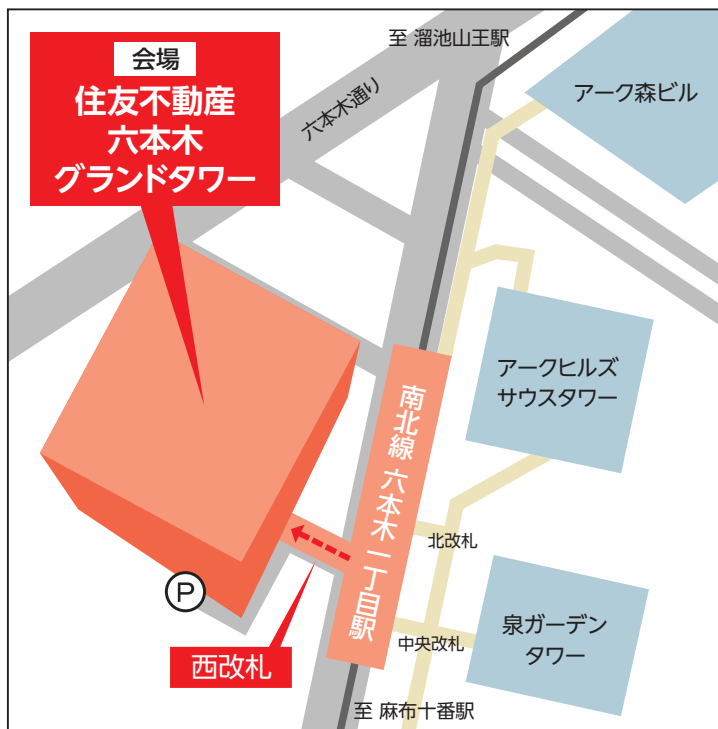 至 溜池山王駅
会場
住友不動産
六本木
グランドタワー
六本木通り
アーク森ビル
アークヒルズ
サウスタワー
南北線 六本木一丁目駅
北改札
中央改札
泉ガーデン
タワー
P
西改札
至 麻布十番駅